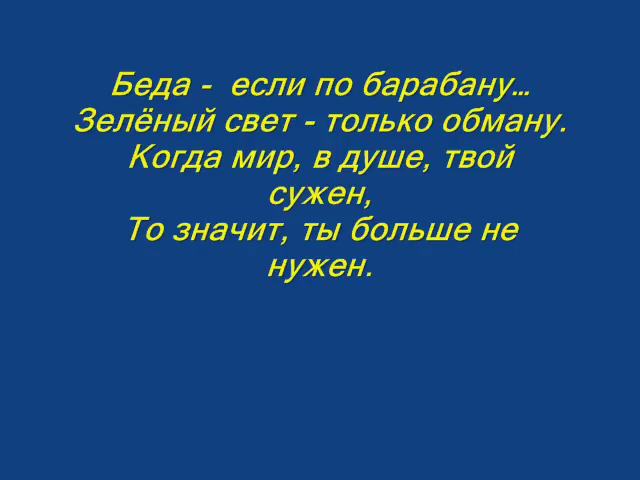 Беда -  если по барабану…
Зелёный свет - только обману.
Когда мир, в душе, твой
сужен,
То значит, ты больше не
нужен.